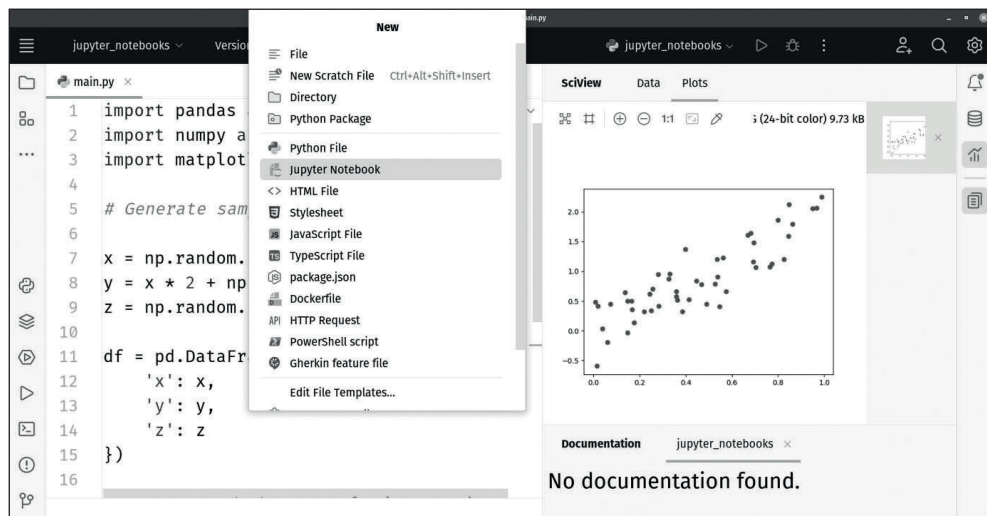 main.py
jupyter_notebooks
Versio
jupyter_notebooks
main.py
1 import pandas
2 import numpy a
3 import matplot
4
5 # Generate sam
6
7 x = np.random.
8 y = x * 2 + np
9 z = np.random.
10
11 df = pd.DataFr
12 'x': x,
13 'y': y,
14 'z': z
15 })
16
New
File
New Scratch File Ctrl+Alt+Shift+Insert
Directory
Python Package
Python File
Jupyter Notebook
HTML File
Stylesheet
JS JavaScript File
TS TypeScript File
package.json
Dockerfile
API HTTP Request
PowerShell script
Gherkin feature file
Edit File Templates...
SciView Data Plots
1:1
(24-bit color) 9.73 kB
2.0
1.5
1.0
0.5
0.0
−0.5
0.0 0.2 0.4 0.6 0.8 1.0
Documentation jupyter_notebooks
No documentation found.